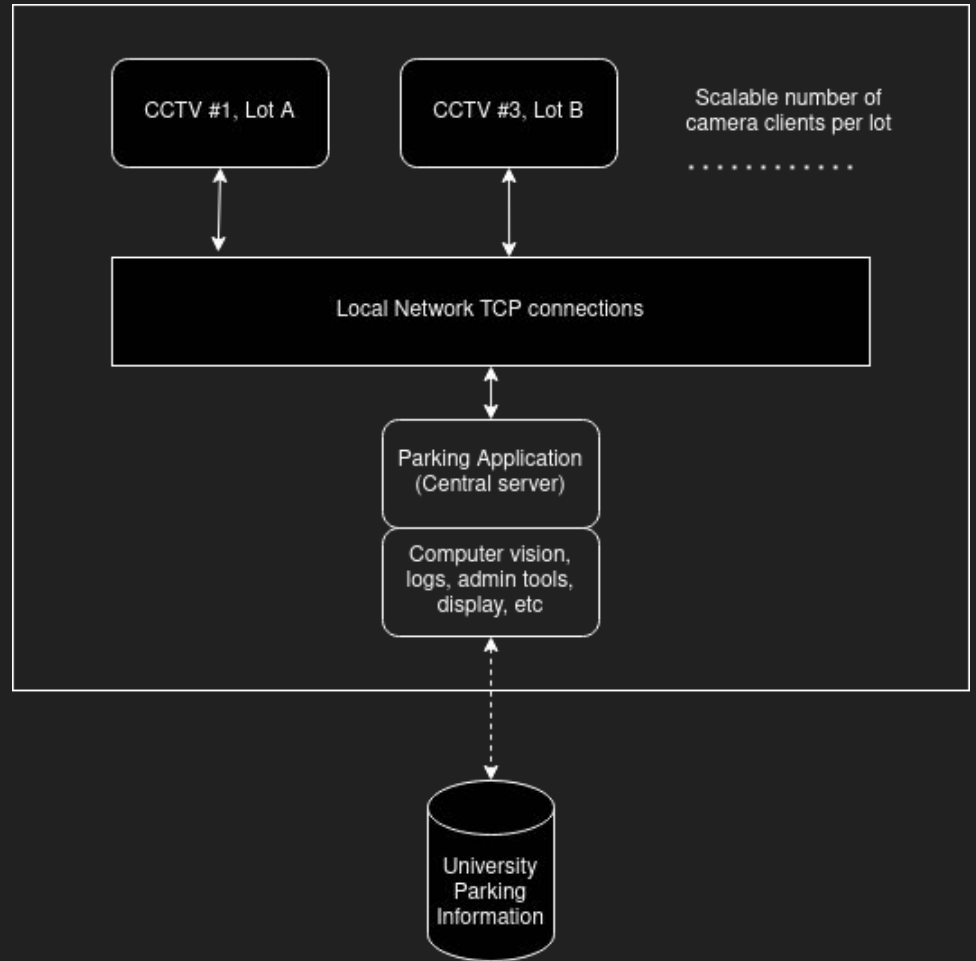 CCTV #1, Lot A
CCTV #3, Lot B
Scalable number of
camera clients per lot
Local Network TCP connections
Parking Application
(Central server)
Computer vision,
logs, admin tools,
display, etc
University
Parking
Information